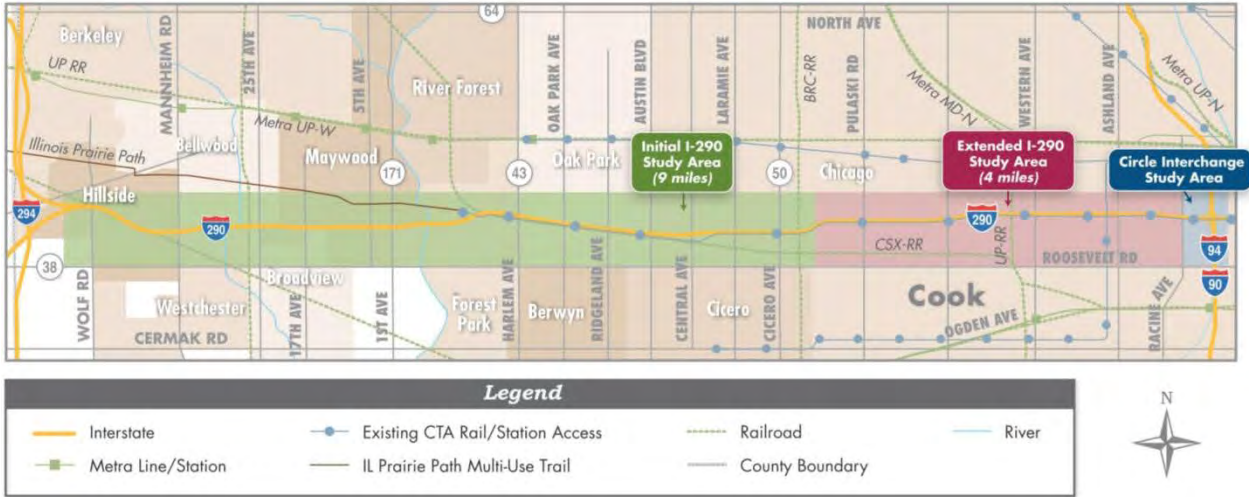 64
NORTH AVE
Berkeley
UP RR
MANNHEIM RD
25TH AVE
5TH AVE
River Forest
OAK PARK AVE
AUSTIN BLVD
LARAMIE AVE
BRC-RR
PULASKI RD
Metra MD-N
WESTERN AVE
ASHLAND AVE
Metra UP-N
Metra UP-W
Illinois Prairie Path
Bellwood
Maywood
171
43
Oak Park
Initial I-290
Study Area
(9 miles)
50
Chicago
Extended I-290
Study Area
(4 miles)
Circle Interchange
Study Area
Hillside
294
290
290
CSX-RR
UP-RR
ROOSEVELT RD
94
38
WOLF RD
Broadview
Westchester
CERMAK RD
17TH AVE
1ST AVE
Forest
Park
HARLEM AVE
Berwyn
RIDGELAND AVE
CENTRAL AVE
Cicero
CICERO AVE
Cook
OGDEN AVE
RACINE AVE
90
Legend
Interstate
Existing CTA Rail/Station Access
Railroad
River
Metra Line/Station
IL Prairie Path Multi-Use Trail
County Boundary
N